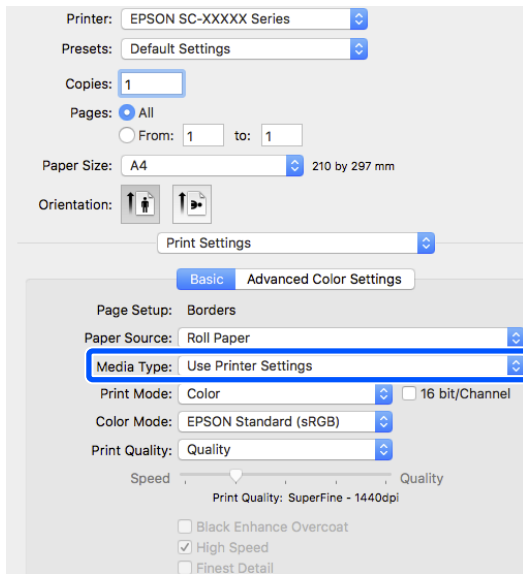 Printer: EPSON SC-XXXXX Series
Presets: Default Settings
Copies: 1
Pages: All
From: 1 to: 1
Paper Size: A4 210 by 297 mm
Orientation:
Print Settings
Basic Advanced Color Settings
Page Setup: Borders
Paper Source: Roll Paper
Media Type: Use Printer Settings
Print Mode: Color 16 bit/Channel
Color Mode: EPSON Standard (sRGB)
Print Quality: Quality
Speed Quality
Print Quality: SuperFine - 1440dpi
Black Enhance Overcoat
High Speed
Finest Detail